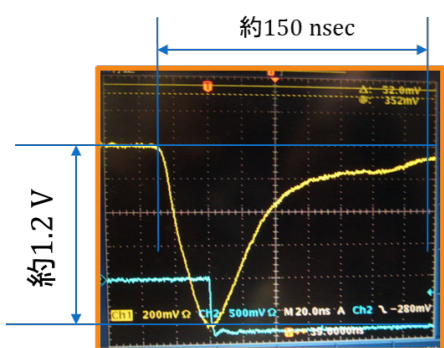 約150 nsec
Δ: 52.0mV
@: 352mV
約1.2 V
Ch1 200mVΩ Ch2 500mVΩ M 20.0ns A Ch2 ㄟ -280mV